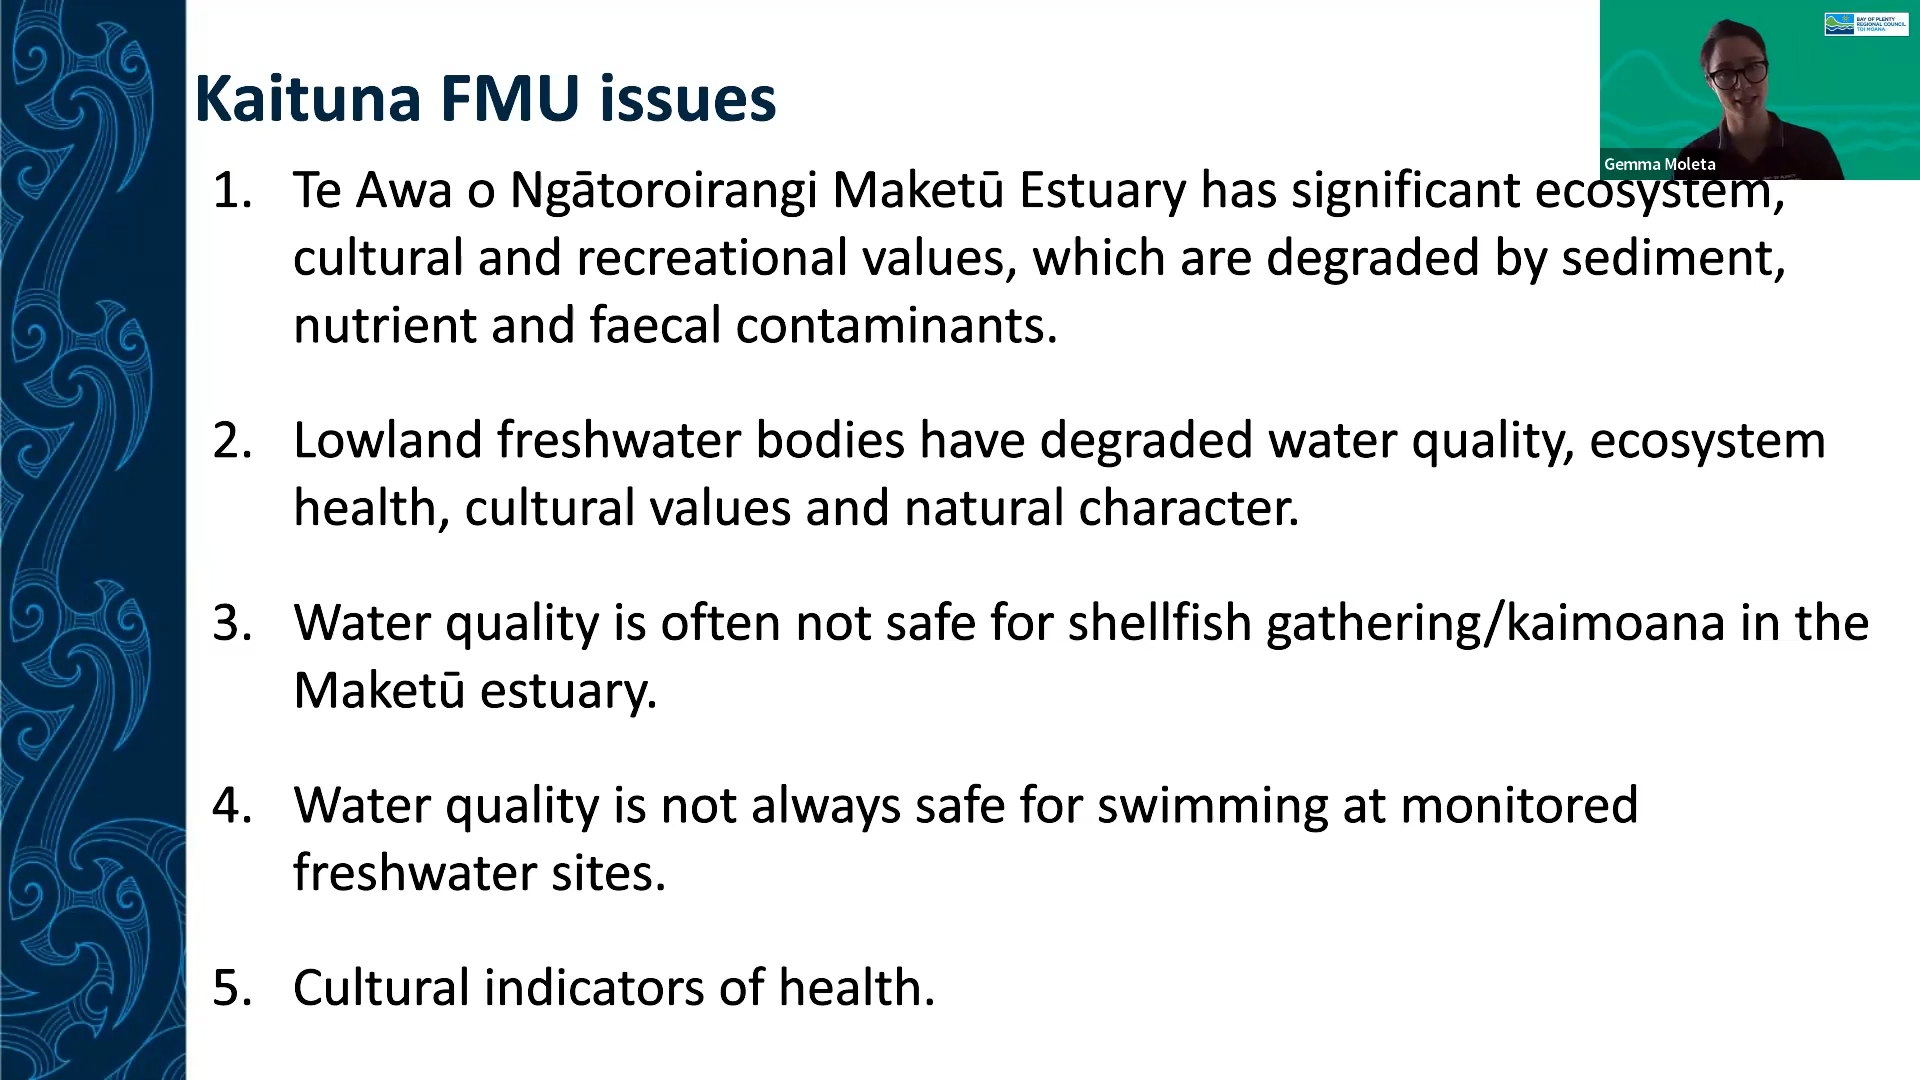 Kaituna FMU issues
BAY OF PLENTY
REGIONAL COUNCIL
TOI MOANA
Gemma Moleta
1. Te Awa o Ngātoroirangi Maketū Estuary has significant ecosystem,
cultural and recreational values, which are degraded by sediment,
nutrient and faecal contaminants.
2. Lowland freshwater bodies have degraded water quality, ecosystem
health, cultural values and natural character.
3. Water quality is often not safe for shellfish gathering/kaimoana in the
Maketū estuary.
4. Water quality is not always safe for swimming at monitored
freshwater sites.
5. Cultural indicators of health.